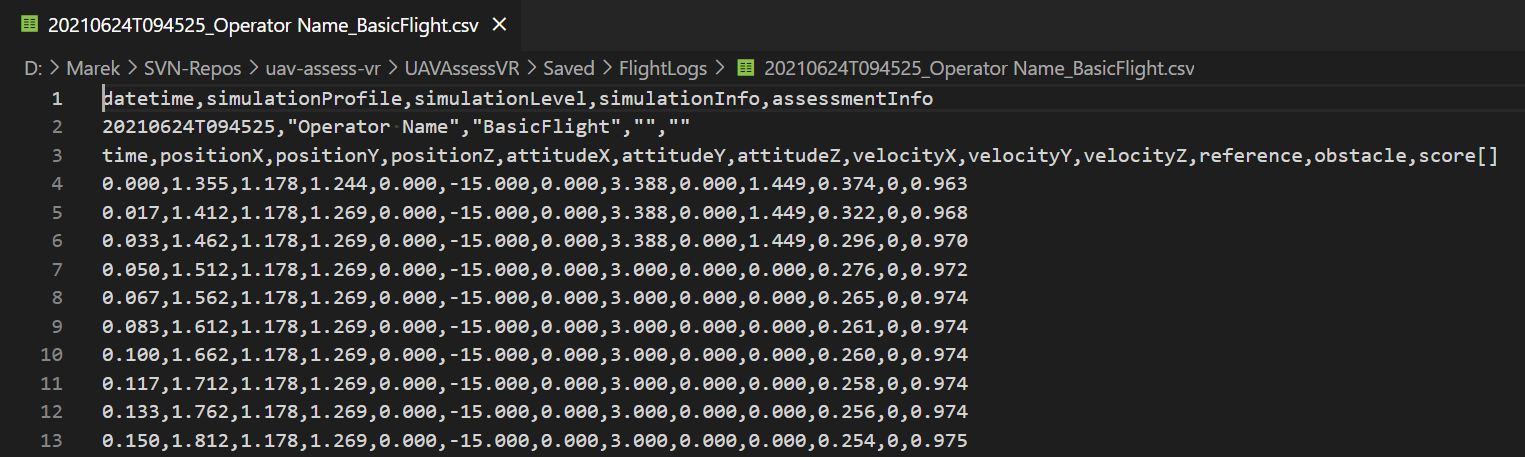 20210624T094525_Operator Name_BasicFlight.csv
D: > Marek > SVN-Repos > uav-assess-vr > UAVAssessVR > Saved > FlightLogs > 20210624T094525_Operator Name_BasicFlight.csv
1 datetime,simulationProfile,simulationLevel,simulationInfo,assessmentInfo
2 20210624T094525,"Operator Name","BasicFlight","",""
3 time,positionX,positionY,positionZ,attitudeX,attitudeY,attitudeZ,velocityX,velocityY,velocityZ,reference,obstacle,score[]
4 0.000,1.355,1.178,1.244,0.000,-15.000,0.000,3.388,0.000,1.449,0.374,0,0.963
5 0.017,1.412,1.178,1.269,0.000,-15.000,0.000,3.388,0.000,1.449,0.322,0,0.968
6 0.033,1.462,1.178,1.269,0.000,-15.000,0.000,3.388,0.000,1.449,0.296,0,0.970
7 0.050,1.512,1.178,1.269,0.000,-15.000,0.000,3.000,0.000,0.000,0.276,0,0.972
8 0.067,1.562,1.178,1.269,0.000,-15.000,0.000,3.000,0.000,0.000,0.265,0,0.974
9 0.083,1.612,1.178,1.269,0.000,-15.000,0.000,3.000,0.000,0.000,0.261,0,0.974
10 0.100,1.662,1.178,1.269,0.000,-15.000,0.000,3.000,0.000,0.000,0.260,0,0.974
11 0.117,1.712,1.178,1.269,0.000,-15.000,0.000,3.000,0.000,0.000,0.258,0,0.974
12 0.133,1.762,1.178,1.269,0.000,-15.000,0.000,3.000,0.000,0.000,0.256,0,0.974
13 0.150,1.812,1.178,1.269,0.000,-15.000,0.000,3.000,0.000,0.000,0.254,0,0.975